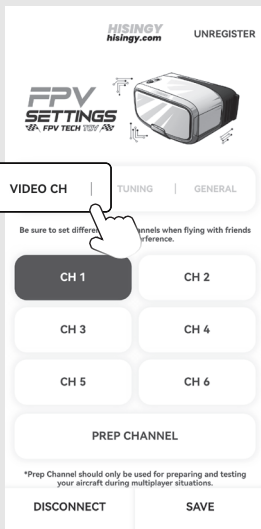 HISINGY
hisingy.com
UNREGISTER
FPV
SETTINGS
FPV TECH TOY
VIDEO CH | TUNING | GENERAL
Be sure to set differen nnels when flying with friends
rference.
CH 1
CH 2
CH 3
CH 4
CH 5
CH 6
PREP CHANNEL
*Prep Channel should only be used for preparing and testing
your aircraft during multiplayer situations.
DISCONNECT
SAVE